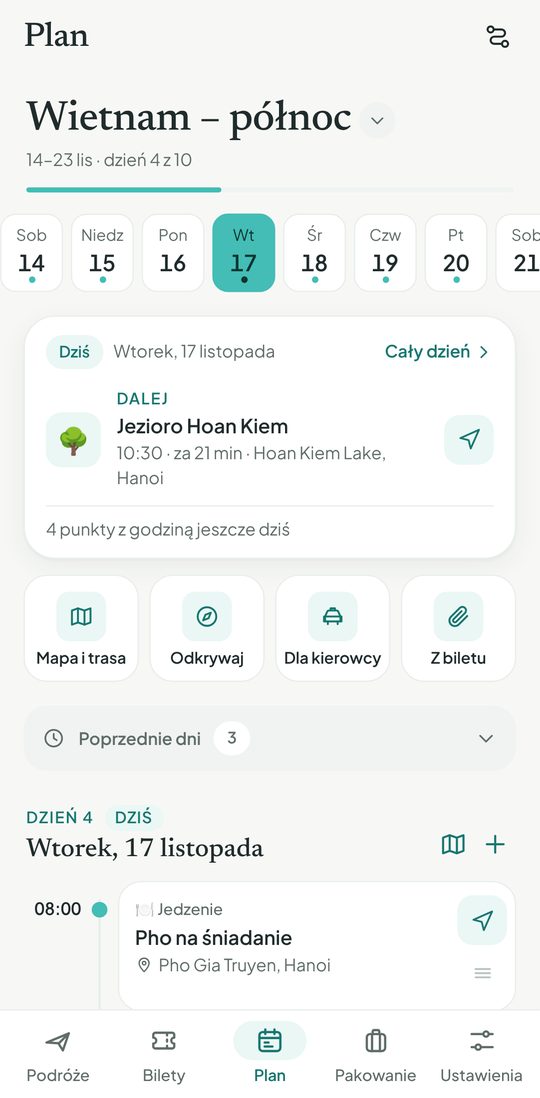 Plan
Wietnam – północ
14–23 lis · dzień 4 z 10
Sob
14
Niedz
15
Pon
16
Wt
17
Śr
18
Czw
19
Pt
20
Sob
21
Dziś
Wtorek, 17 listopada
Cały dzień
DALEJ
Jezioro Hoan Kiem
10:30 · za 21 min · Hoan Kiem Lake,
Hanoi
4 punkty z godziną jeszcze dziś
Mapa i trasa
Odkrywaj
Dla kierowcy
Z biletu
Poprzednie dni
3
DZIEŃ 4
DZIŚ
Wtorek, 17 listopada
08:00
Jedzenie
Pho na śniadanie
Pho Gia Truyen, Hanoi
Podróże
Bilety
Plan
Pakowanie
Ustawienia